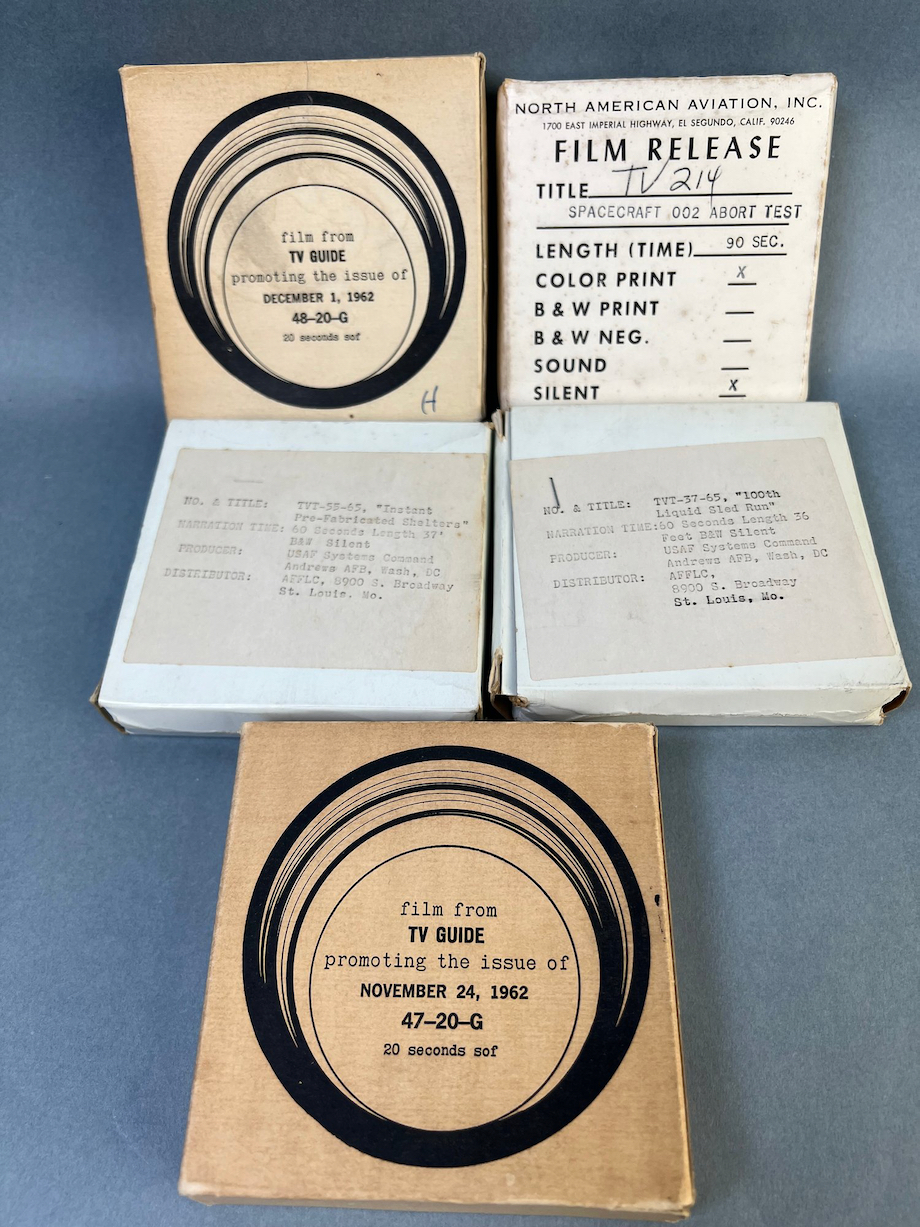 film from
TV GUIDE
promoting the issue of
DECEMBER 1, 1962
48-20-G
20 seconds sof
H
NORTH AMERICAN AVIATION, INC.
1700 EAST IMPERIAL HIGHWAY, EL SEGUNDO, CALIF. 90246
FILM RELEASE
TITLE TV 214
SPACECRAFT 002 ABORT TEST
LENGTH (TIME) 90 SEC.
COLOR PRINT X
B & W PRINT
B & W NEG.
SOUND
SILENT X
NO. & TITLE: TVT-55-65, "Instant
Pre-Fabricated Shelters"
NARRATION TIME: 60 Seconds Length 37'
B&W Silent
PRODUCER: USAF Systems Command
Andrews AFB, Wash, DC
DISTRIBUTOR: AFFLC, 8900 S. Broadway
St. Louis, Mo.
NO. & TITLE: TVT-37-65, "100th
Liquid Sled Run"
NARRATION TIME:60 Seconds Length 36
Feet B&W Silent
PRODUCER: USAF Systems Command
Andrews AFB, Wash, DC
DISTRIBUTOR: AFFLC,
8900 S. Broadway
St. Louis, Mo.
film from
TV GUIDE
promoting the issue of
NOVEMBER 24, 1962
47-20-G
20 seconds sof